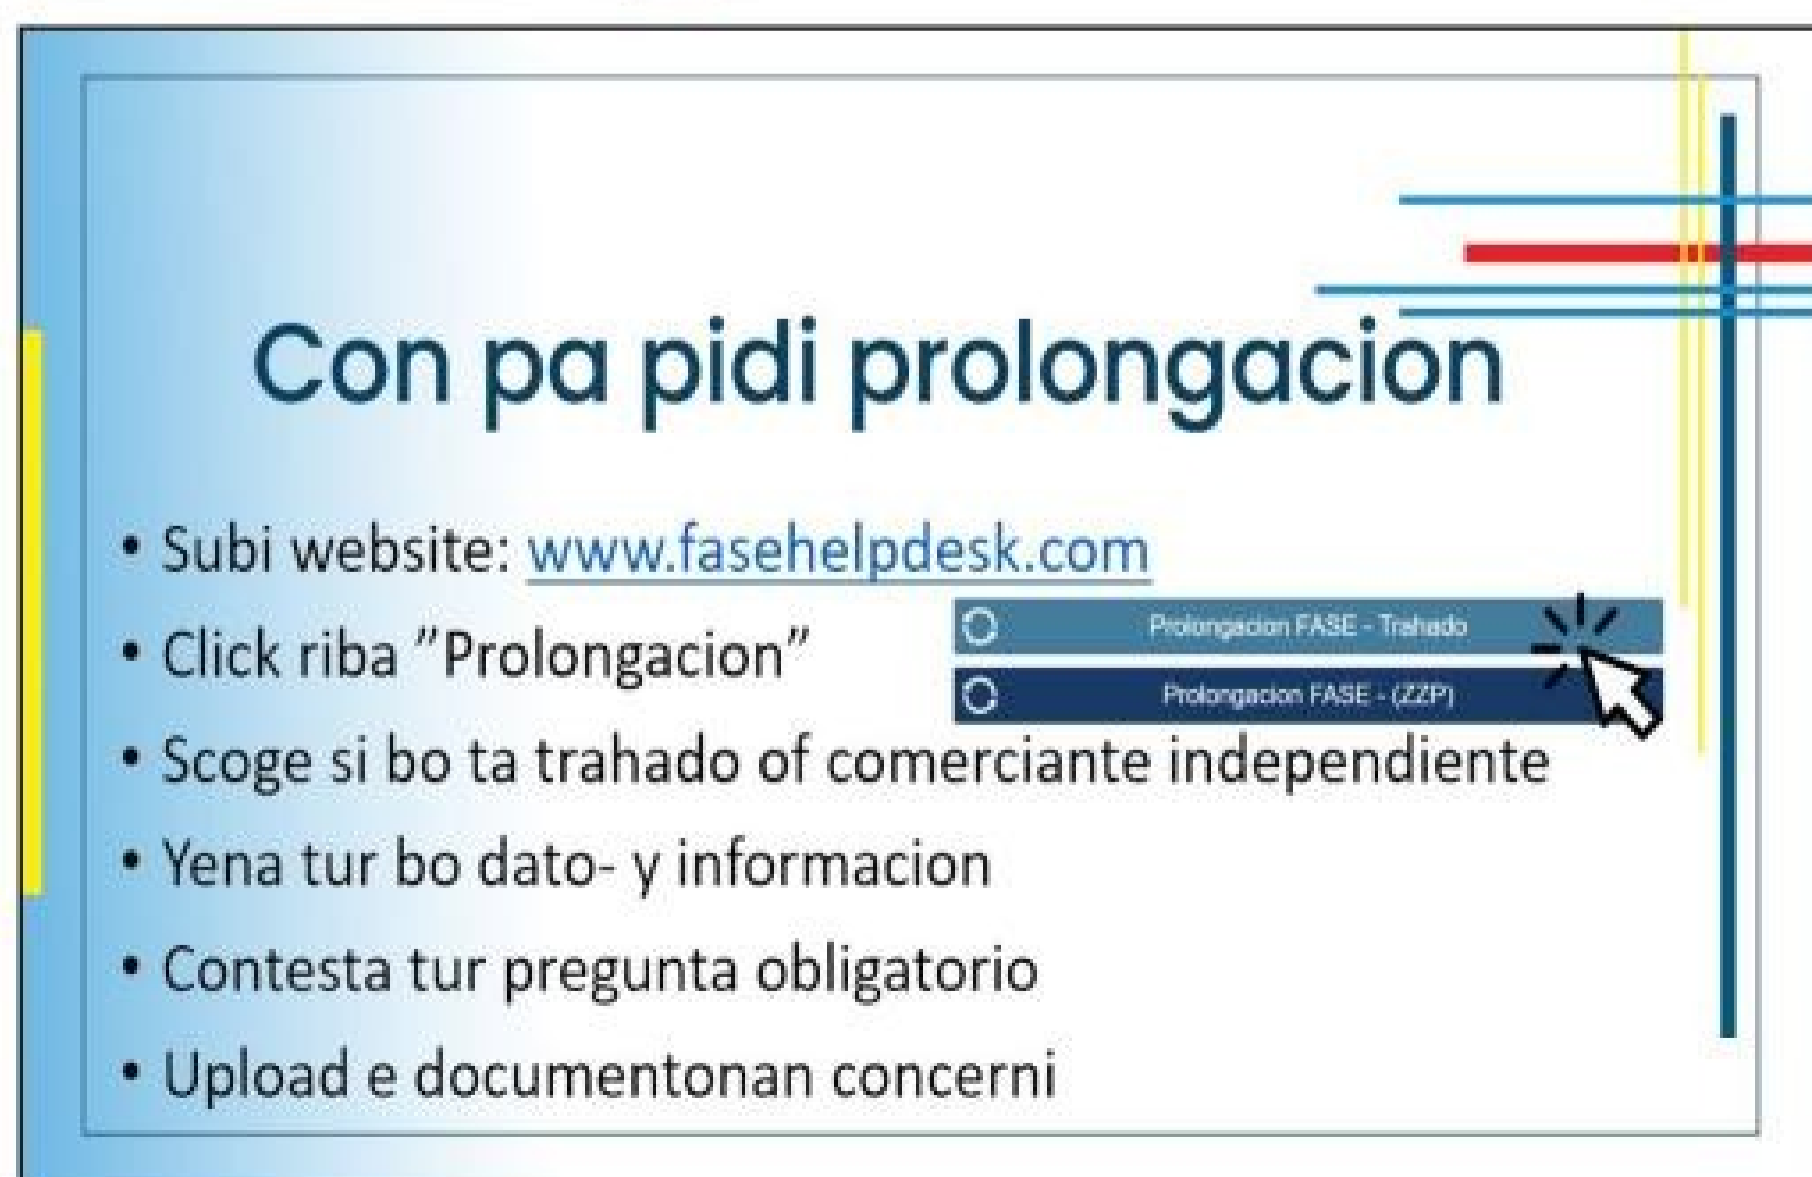 Con pa pidi prolongacion
• Subi website: www.fasehelpdesk.com
• Click riba ”Prolongacion”
Prolongacion FASE - Trahado
Prolongacion FASE - (ZZP)
• Scoge si bo ta trahado of comerciante independiente
• Yena tur bo dato- y informacion
• Contesta tur pregunta obligatorio
• Upload e documentonan concerni